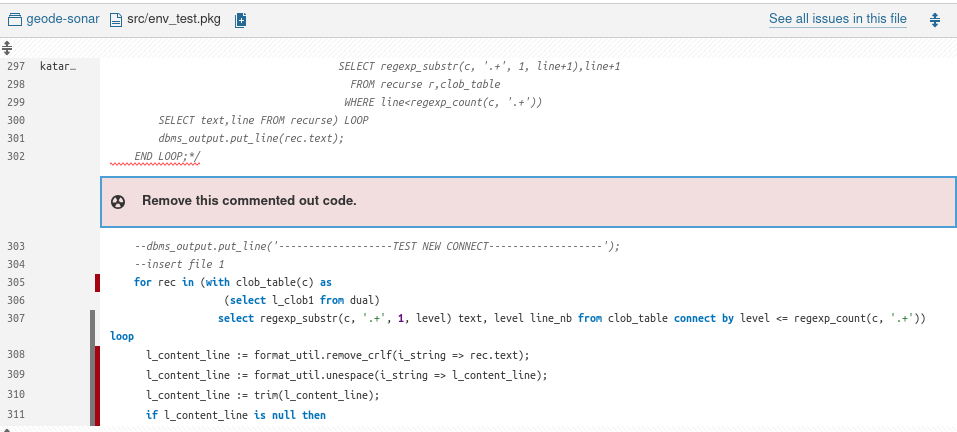 geode-sonar src/env_test.pkg See all issues in this file
297 katar… SELECT regexp_substr(c, '.+', 1, line+1),line+1
298 FROM recurse r,clob_table
299 WHERE line<regexp_count(c, '.+'))
300 SELECT text,line FROM recurse) LOOP
301 dbms_output.put_line(rec.text);
302 END LOOP;*/
Remove this commented out code.
303 --dbms_output.put_line('-------------------TEST NEW CONNECT-------------------');
304 --insert file 1
305 for rec in (with clob_table(c) as
306 (select l_clob1 from dual)
307 select regexp_substr(c, '.+', 1, level) text, level line_nb from clob_table connect by level <= regexp_count(c, '.+'))
loop
308 l_content_line := format_util.remove_crlf(i_string => rec.text);
309 l_content_line := format_util.unespace(i_string => l_content_line);
310 l_content_line := trim(l_content_line);
311 if l_content_line is null then